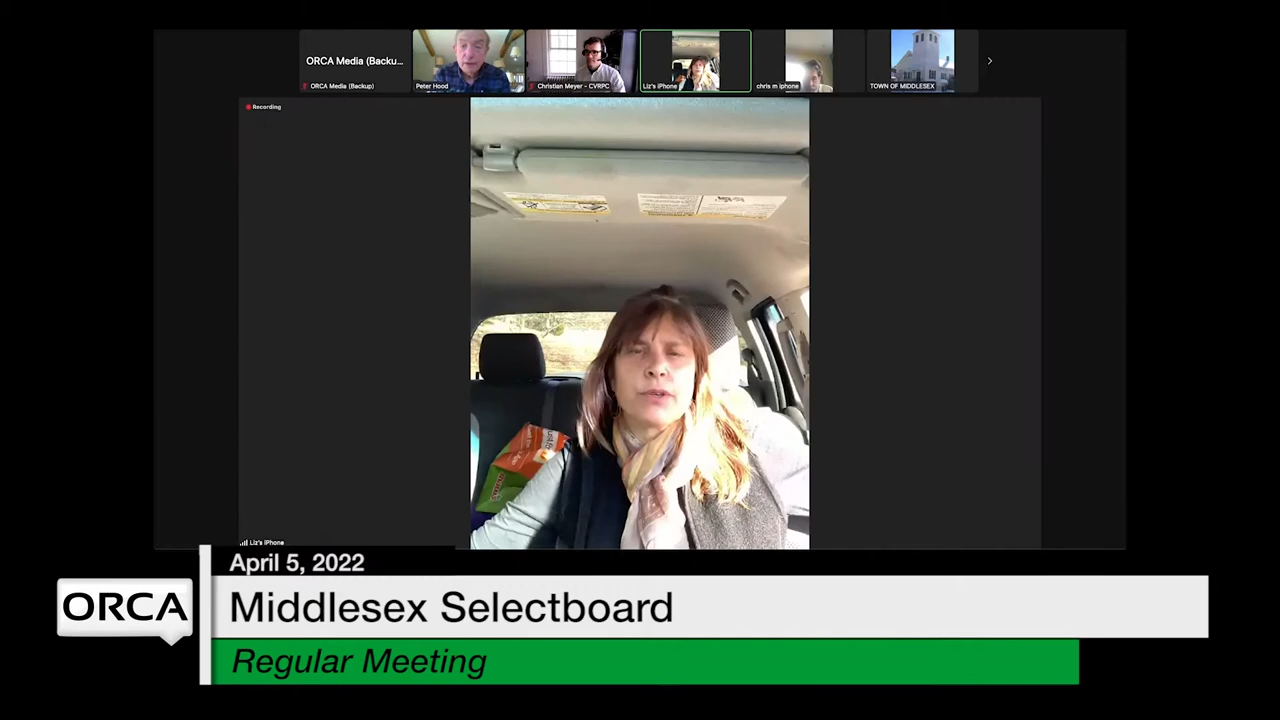 ORCA Media (Backu...
ORCA Media (Backup)
Peter Hood
Christian Meyer - CVRPC
Liz's iPhone
chris m iphone
TOWN OF MIDDLESEX
Recording
Liz's iPhone
April 5, 2022
ORCA
Middlesex Selectboard
Regular Meeting